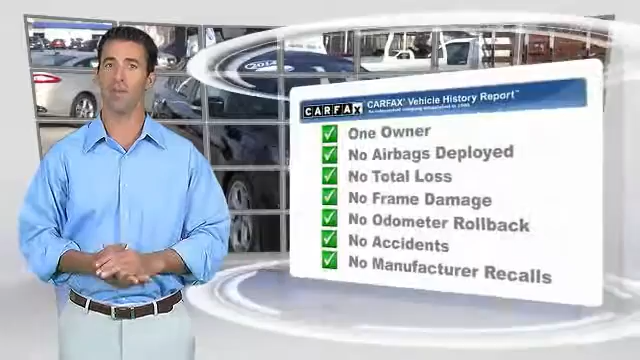 2014
CARFAX CARFAX® Vehicle History Report™
One Owner
No Airbags Deployed
No Total Loss
No Frame Damage
No Odometer Rollback
No Accidents
No Manufacturer Recalls